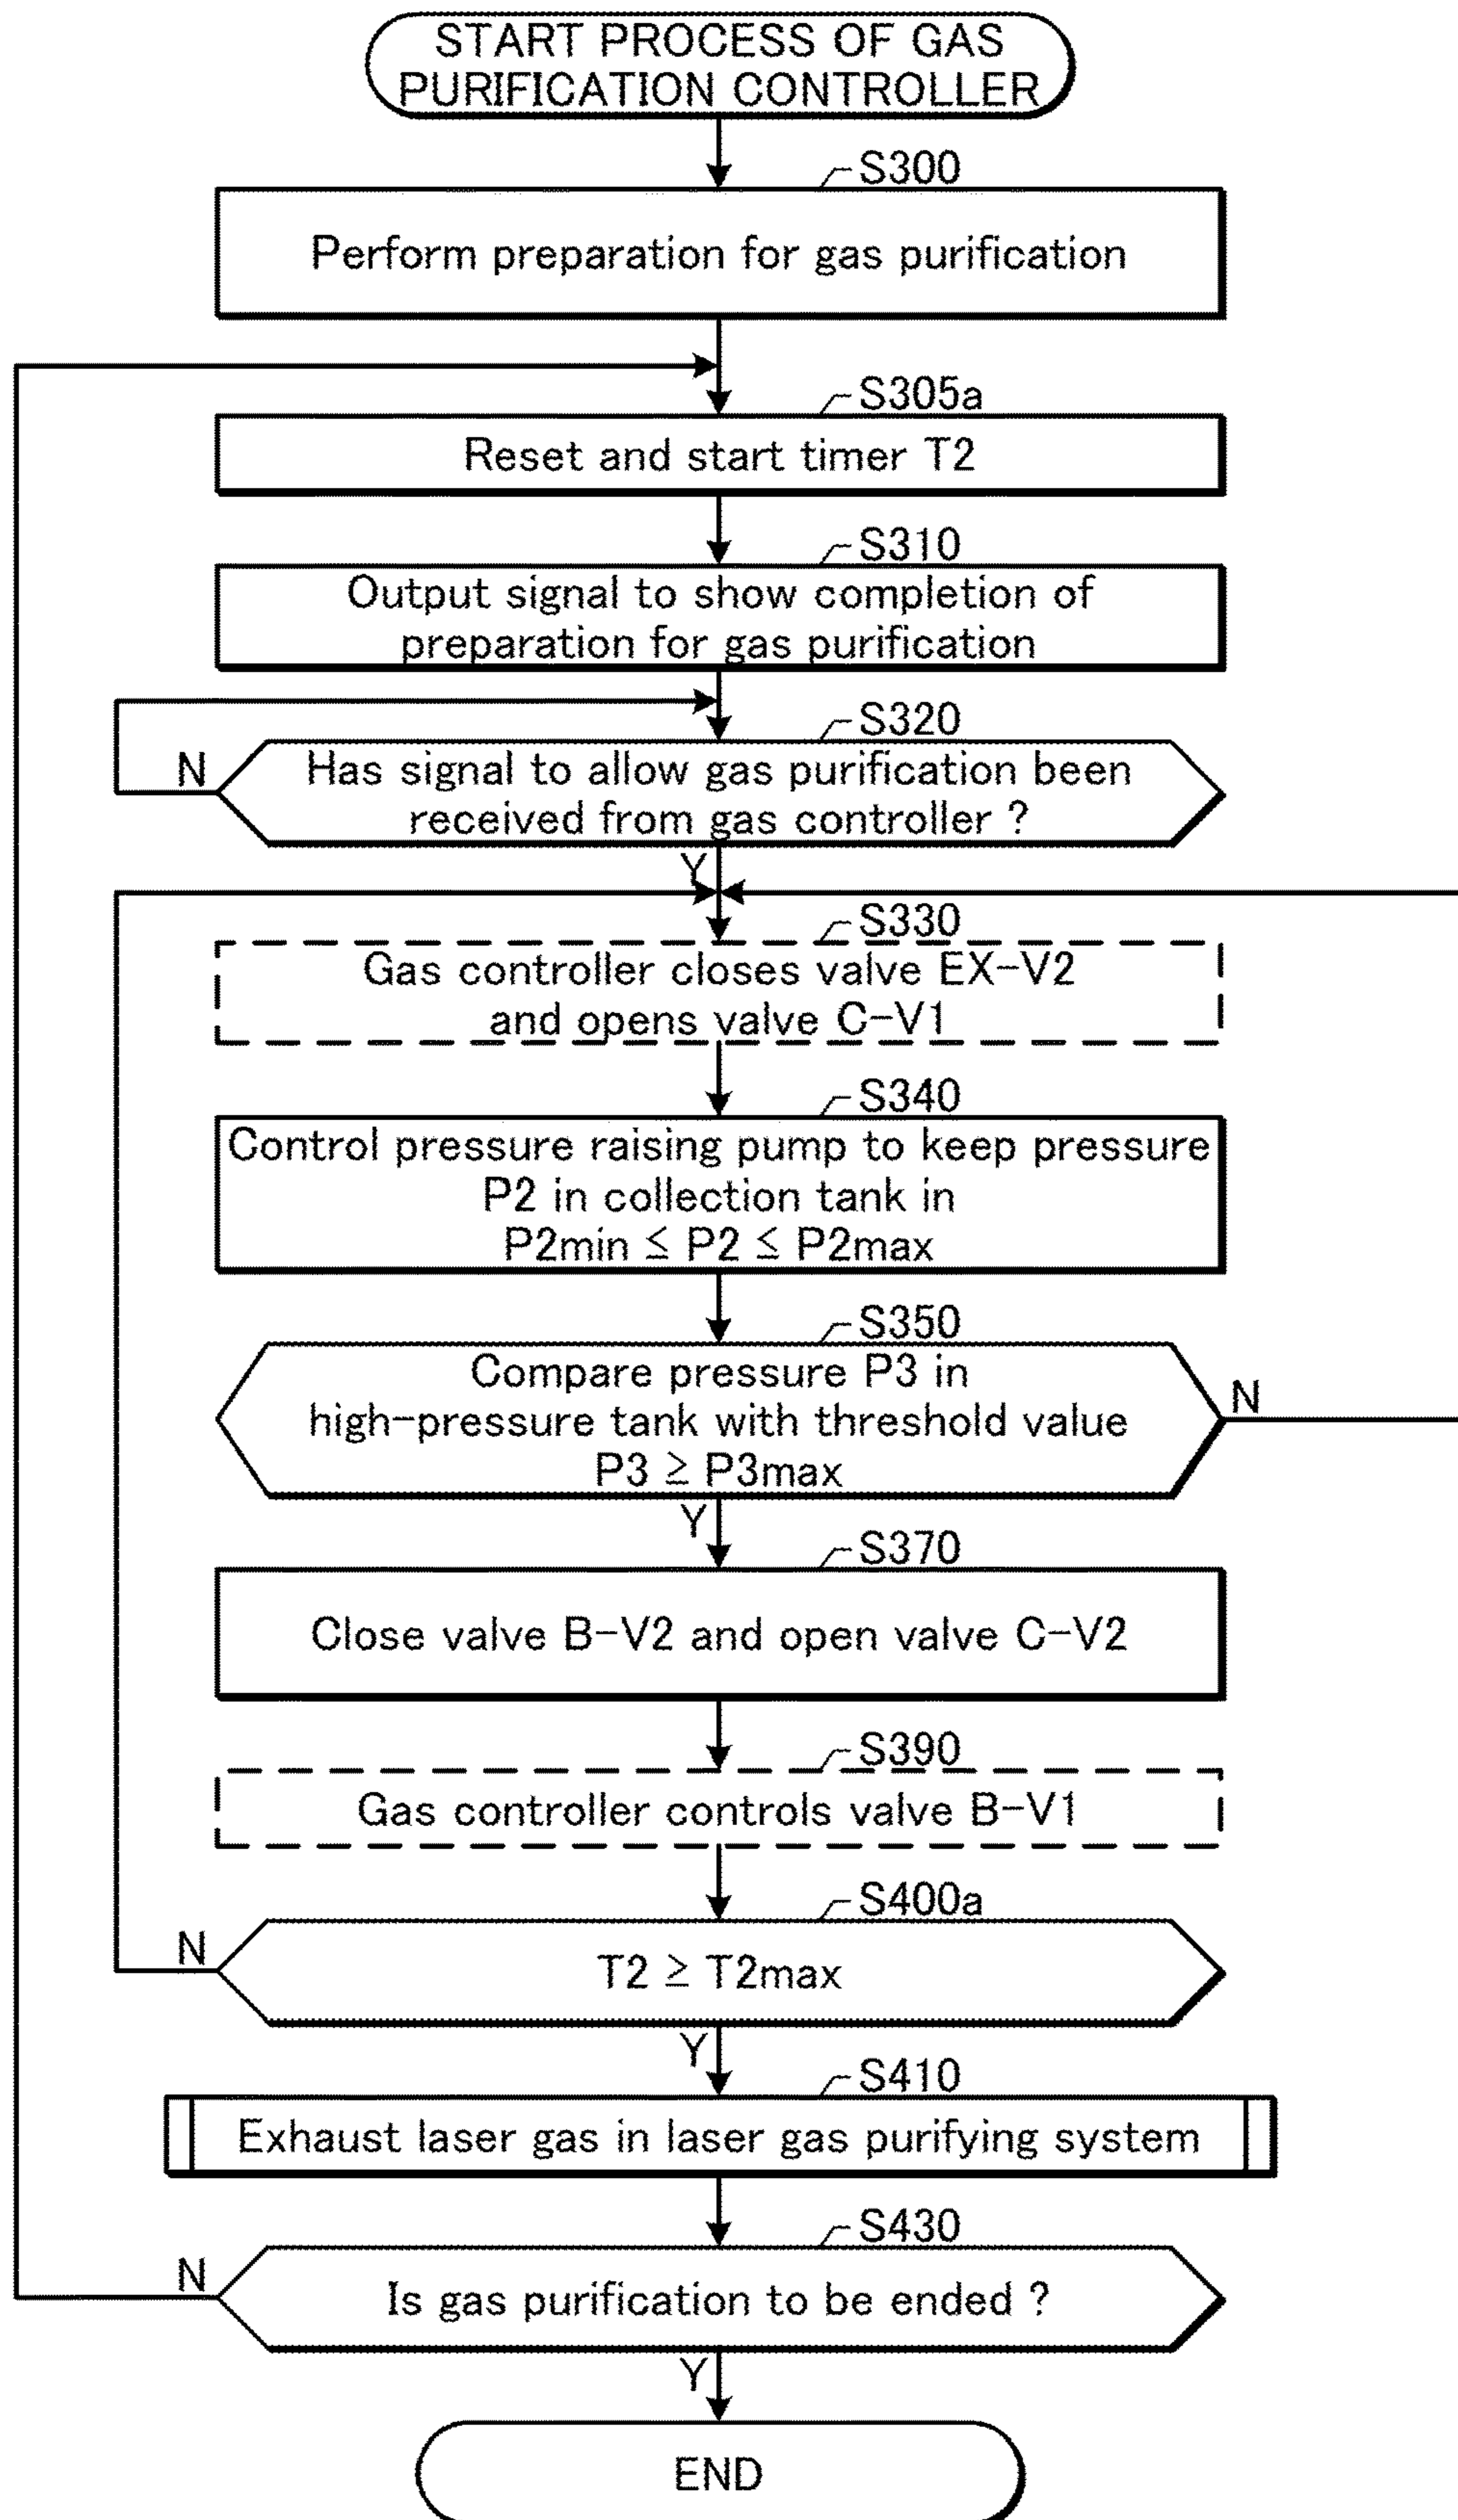 START PROCESS OF GAS
PURIFICATION CONTROLLER
S300
Perform preparation for gas purification
S305a
Reset and start timer T2
S310
Output signal to show completion of
preparation for gas purification
S320
N
Has signal to allow gas purification been
received from gas controller ?
Y
S330
Gas controller closes valve EX-V2
and opens valve C-V1
S340
Control pressure raising pump to keep pressure
P2 in collection tank in
P2min ≤ P2 ≤ P2max
S350
Compare pressure P3 in
high-pressure tank with threshold value
P3 ≥ P3max
N
Y
S370
Close valve B-V2 and open valve C-V2
S390
Gas controller controls valve B-V1
S400a
N
T2 ≥ T2max
Y
S410
Exhaust laser gas in laser gas purifying system
S430
N
Is gas purification to be ended ?
Y
END